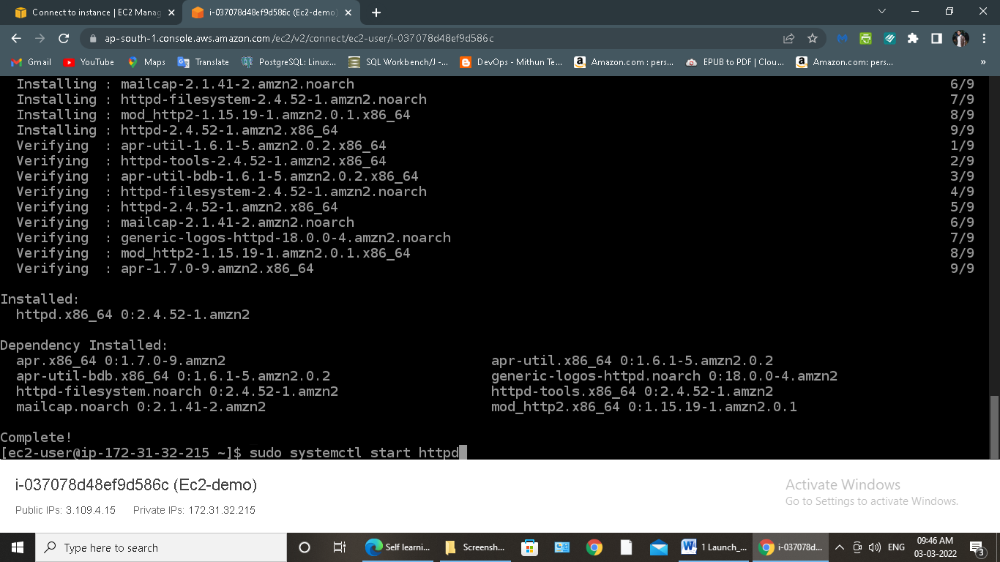 Connect to instance | EC2 Manag
i-037078d48ef9d586c (Ec2-demo)
ap-south-1.console.aws.amazon.com/ec2/v2/connect/ec2-user/i-037078d48ef9d586c
Gmail YouTube Maps Translate PostgreSQL: Linux... SQL Workbench/J -... DevOps - Mithun Te... Amazon.com : pers... EPUB to PDF | Clou... Amazon.com: pers... »
Installing : mailcap-2.1.41-2.amzn2.noarch 6/9
Installing : httpd-filesystem-2.4.52-1.amzn2.noarch 7/9
Installing : mod_http2-1.15.19-1.amzn2.0.1.x86_64 8/9
Installing : httpd-2.4.52-1.amzn2.x86_64 9/9
Verifying : apr-util-1.6.1-5.amzn2.0.2.x86_64 1/9
Verifying : httpd-tools-2.4.52-1.amzn2.x86_64 2/9
Verifying : apr-util-bdb-1.6.1-5.amzn2.0.2.x86_64 3/9
Verifying : httpd-filesystem-2.4.52-1.amzn2.noarch 4/9
Verifying : httpd-2.4.52-1.amzn2.x86_64 5/9
Verifying : mailcap-2.1.41-2.amzn2.noarch 6/9
Verifying : generic-logos-httpd-18.0.0-4.amzn2.noarch 7/9
Verifying : mod_http2-1.15.19-1.amzn2.0.1.x86_64 8/9
Verifying : apr-1.7.0-9.amzn2.x86_64 9/9
Installed:
httpd.x86_64 0:2.4.52-1.amzn2
Dependency Installed:
apr.x86_64 0:1.7.0-9.amzn2 apr-util.x86_64 0:1.6.1-5.amzn2.0.2
apr-util-bdb.x86_64 0:1.6.1-5.amzn2.0.2 generic-logos-httpd.noarch 0:18.0.0-4.amzn2
httpd-filesystem.noarch 0:2.4.52-1.amzn2 httpd-tools.x86_64 0:2.4.52-1.amzn2
mailcap.noarch 0:2.1.41-2.amzn2 mod_http2.x86_64 0:1.15.19-1.amzn2.0.1
Complete!
[ec2-user@ip-172-31-32-215 ~]$ sudo systemctl start httpd
i-037078d48ef9d586c (Ec2-demo)
Public IPs: 3.109.4.15 Private IPs: 172.31.32.215
Activate Windows
Go to Settings to activate Windows.
Type here to search
Self learni...
Screensh...
1 Launch_...
i-037078d...
ENG
09:46 AM
03-03-2022
3